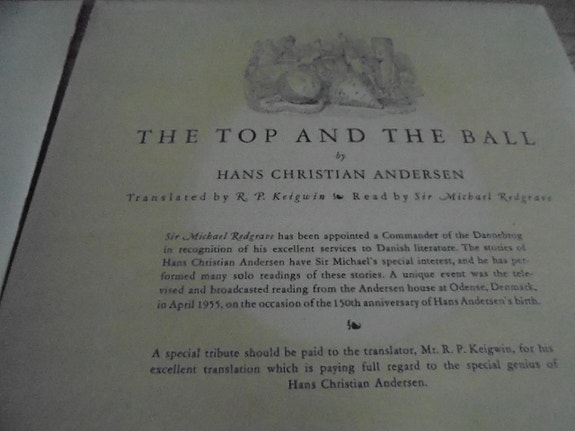 THE TOP AND THE BALL
by
HANS CHRISTIAN ANDERSEN
Translated by R. P. Keigwin ❧ Read by Sir Michael Redgrave
Sir Michael Redgrave has been appointed a Commander of the Dannebrog
in recognition of his excellent services to Danish literature. The stories of
Hans Christian Andersen have Sir Michael's special interest, and he has per-
formed many solo readings of these stories. A unique event was the tele-
vised and broadcasted reading from the Andersen house at Odense, Denmark,
in April 1955, on the occasion of the 150th anniversary of Hans Andersen's birth.
❧
A special tribute should be paid to the translator, Mr. R. P. Keigwin, for his
excellent translation which is paying full regard to the special genius of
Hans Christian Andersen.